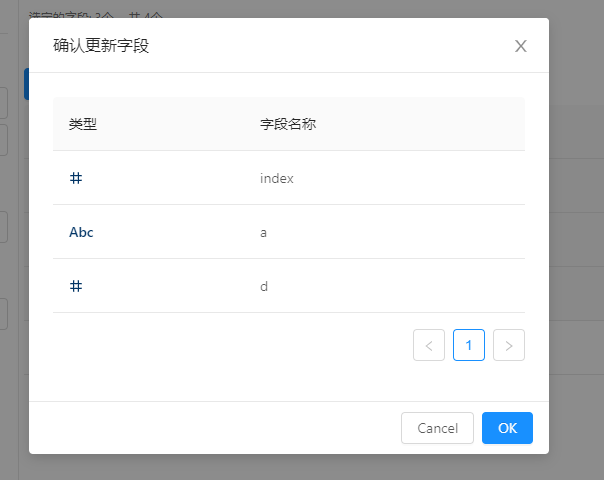 选定的字段: 3个 共 4个
确认更新字段
类型 字段名称
# index
Abc a
# d
< 1 >
Cancel OK